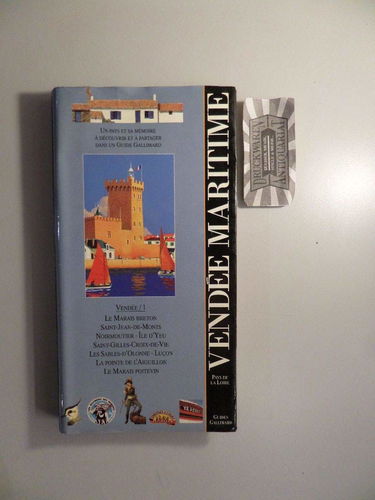 UN PAYS ET SA MÉMOIRE
À DÉCOUVRIR ET À PARTAGER
DANS UN GUIDE GALLIMARD
VENDÉE / 1
LE MARAIS BRETON
SAINT-JEAN-DE-MONTS
NOIRMOUTIER - ÎLE D'YEU
SAINT-GILLES-CROIX-DE-VIE
LES SABLES-D'OLONNE - LUÇON
LA POINTE DE L'AIGUILLON
LE MARAIS POITEVIN
VENDÉE MARITIME
PAYS DE
LA LOIRE
GUIDES
GALLIMARD
DRUCKWAREN
ANTIQUARIAT